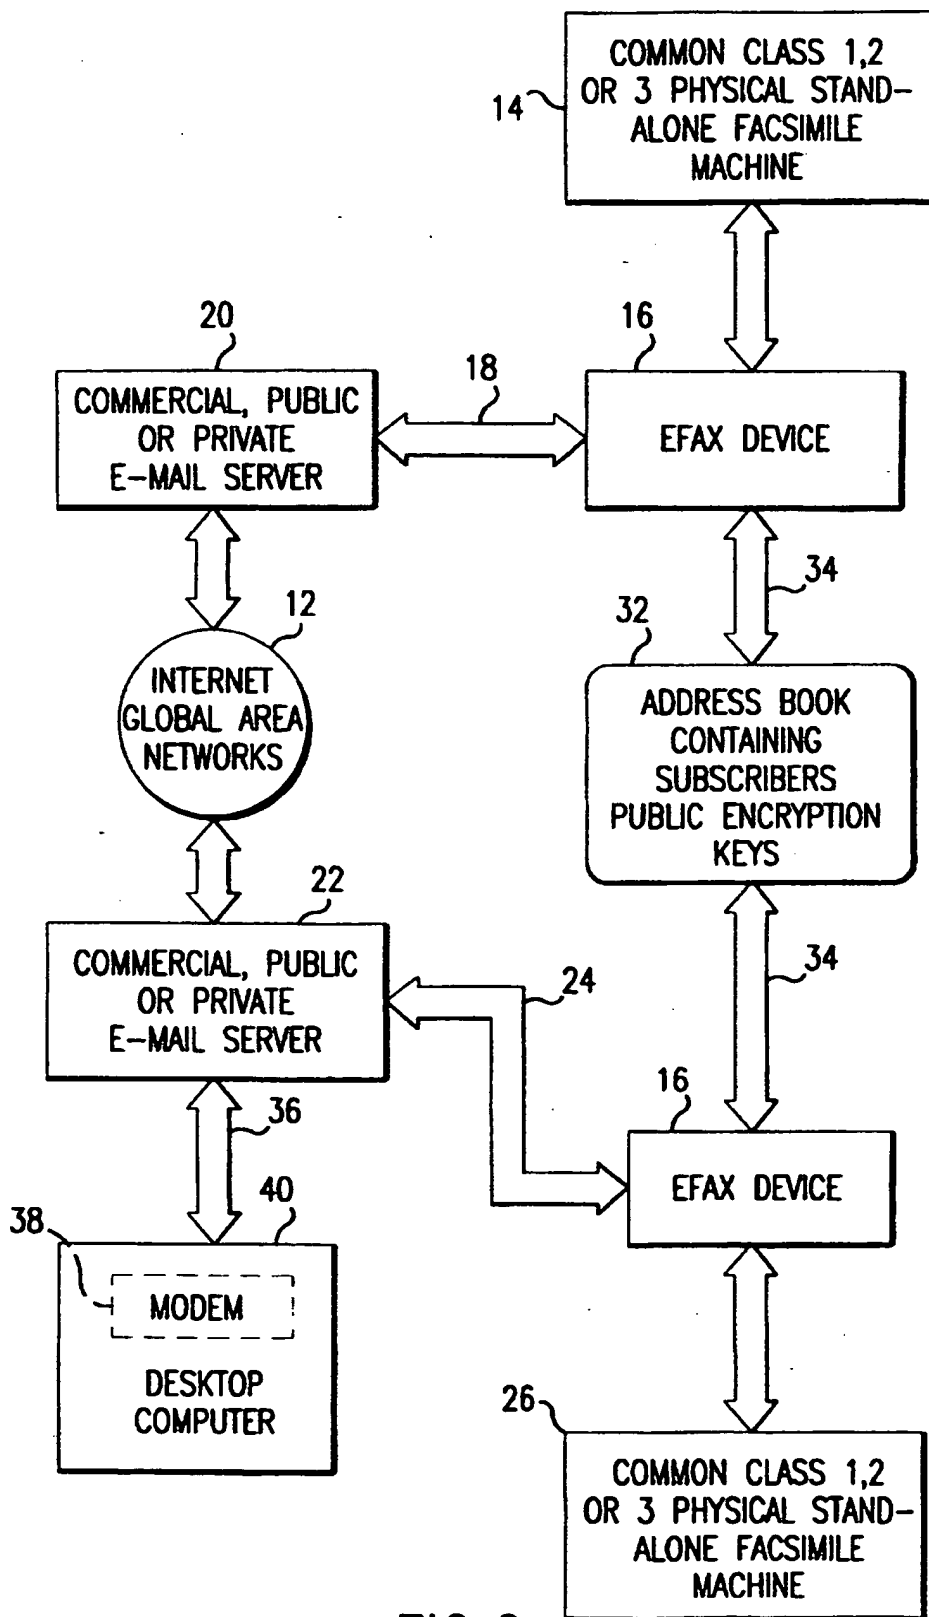 COMMON CLASS 1,2
OR 3 PHYSICAL STAND-
ALONE FACSIMILE
MACHINE
14
20
16
18
COMMERCIAL, PUBLIC
OR PRIVATE
E-MAIL SERVER
EFAX DEVICE
34
12
32
INTERNET
GLOBAL AREA
NETWORKS
ADDRESS BOOK
CONTAINING
SUBSCRIBERS
PUBLIC ENCRYPTION
KEYS
22
COMMERCIAL, PUBLIC
OR PRIVATE
E-MAIL SERVER
24
34
16
36
EFAX DEVICE
40
38
MODEM
DESKTOP
COMPUTER
26
COMMON CLASS 1,2
OR 3 PHYSICAL STAND-
ALONE FACSIMILE
MACHINE